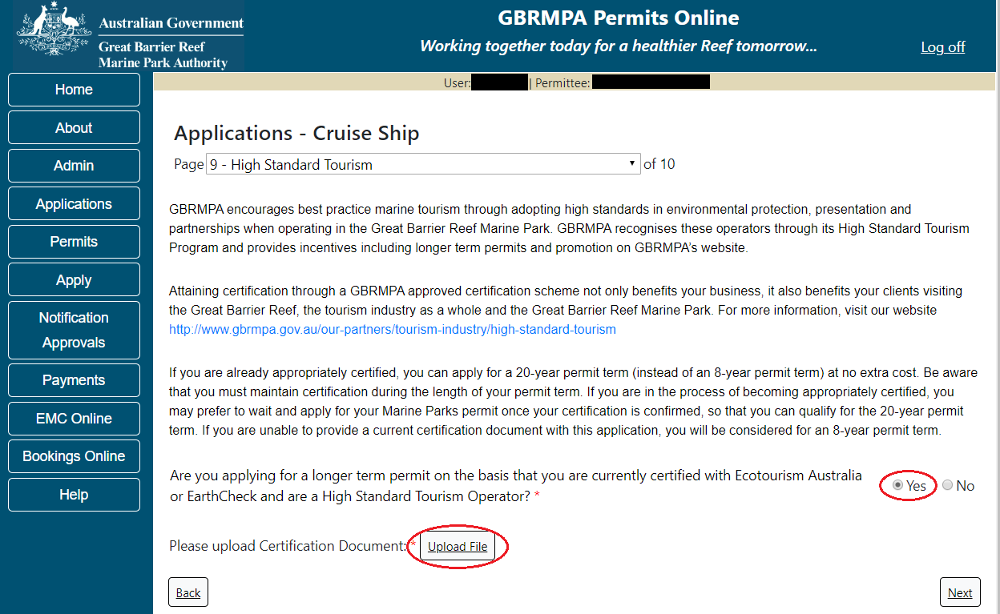 Australian Government
Great Barrier Reef
Marine Park Authority
GBRMPA Permits Online
Working together today for a healthier Reef tomorrow...
Log off
Home
About
Admin
Applications
Permits
Apply
Notification
Approvals
Payments
EMC Online
Bookings Online
Help
User: | Permittee:
Applications - Cruise Ship
Page 9 - High Standard Tourism of 10
GBRMPA encourages best practice marine tourism through adopting high standards in environmental protection, presentation and
partnerships when operating in the Great Barrier Reef Marine Park. GBRMPA recognises these operators through its High Standard Tourism
Program and provides incentives including longer term permits and promotion on GBRMPA's website.
Attaining certification through a GBRMPA approved certification scheme not only benefits your business, it also benefits your clients visiting
the Great Barrier Reef, the tourism industry as a whole and the Great Barrier Reef Marine Park. For more information, visit our website
http://www.gbrmpa.gov.au/our-partners/tourism-industry/high-standard-tourism
If you are already appropriately certified, you can apply for a 20-year permit term (instead of an 8-year permit term) at no extra cost. Be aware
that you must maintain certification during the length of your permit term. If you are in the process of becoming appropriately certified, you
may prefer to wait and apply for your Marine Parks permit once your certification is confirmed, so that you can qualify for the 20-year permit
term. If you are unable to provide a current certification document with this application, you will be considered for an 8-year permit term.
Are you applying for a longer term permit on the basis that you are currently certified with Ecotourism Australia
or EarthCheck and are a High Standard Tourism Operator? *
Yes No
Please upload Certification Document: * Upload File
Back
Next